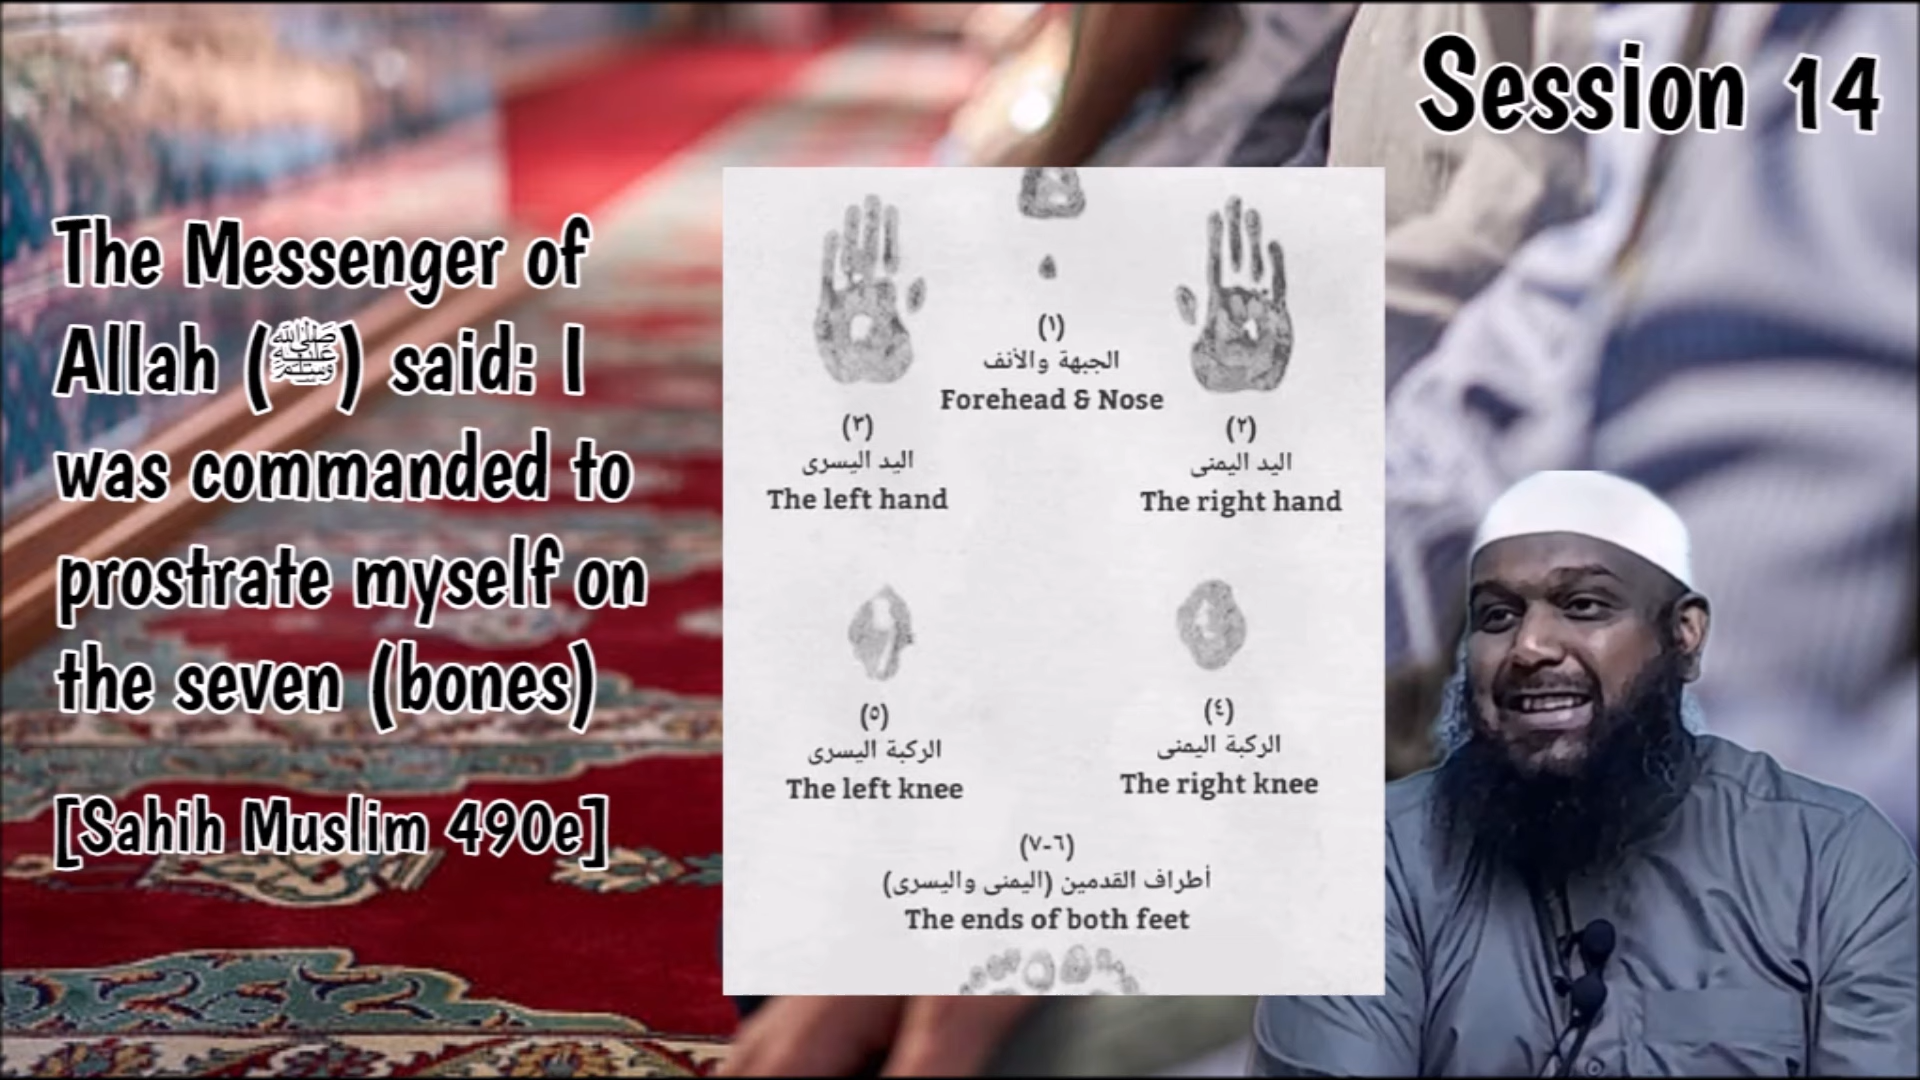 Session 14
The Messenger of
Allah (ﷺ) said: I
was commanded to
prostrate myself on
the seven (bones)
[Sahih Muslim 490e]
(١)
الجبهة والأنف
Forehead & Nose
(٣)
اليد اليسرى
The left hand
(٢)
اليد اليمنى
The right hand
(٥)
الركبة اليسرى
The left knee
(٤)
الركبة اليمنى
The right knee
(٦-٧)
أطراف القدمين (اليمنى واليسرى)
The ends of both feet